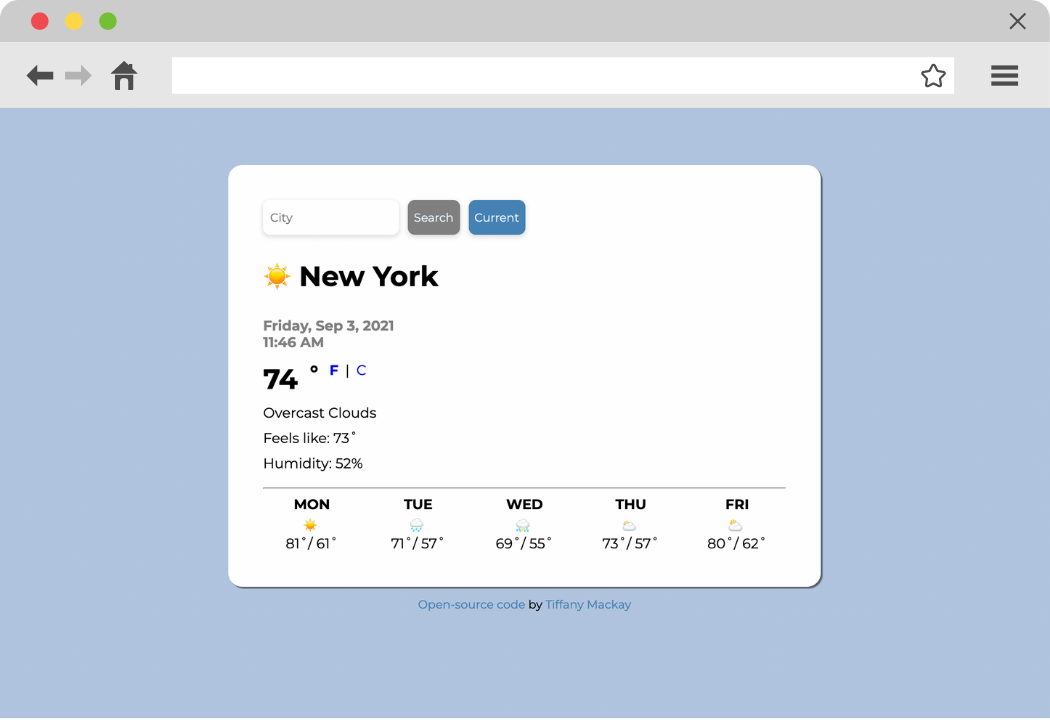 City Search Current
New York
Friday, Sep 3, 2021
11:46 AM
74 ° F | C
Overcast Clouds
Feels like: 73°
Humidity: 52%
MON TUE WED THU FRI
81°/ 61° 71°/ 57° 69°/ 55° 73°/ 57° 80°/ 62°
Open-source code by Tiffany Mackay